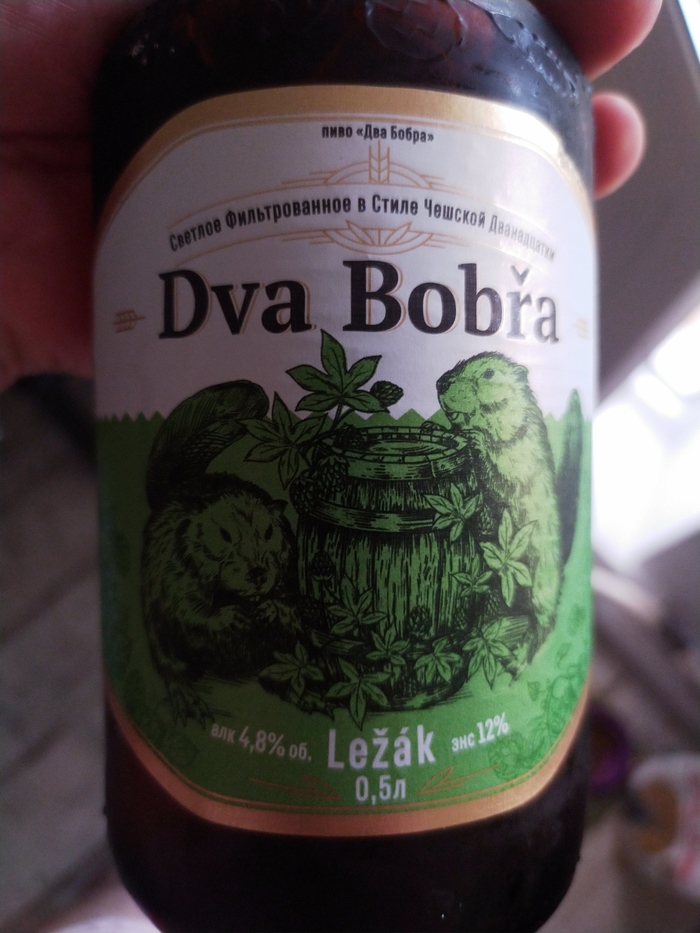 пиво «Два Бобра»
Светлое Фильтрованное в Стиле Чешской Двенадцатки
Dva Bobřa
алк 4,8% об. Ležák энс 12%
0,5л